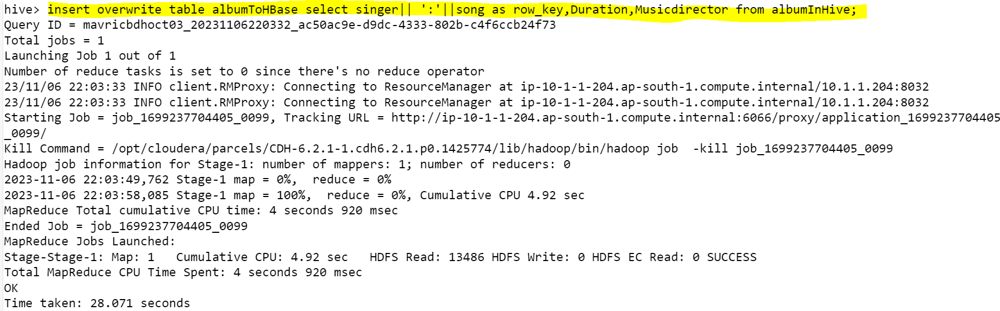 hive> insert overwrite table albumToHBase select singer|| ':'||song as row_key,Duration,Musicdirector from albumInHive;
Query ID = mavricbdhoct03_20231106220332_ac50ac9e-d9dc-4333-802b-c4f6ccb24f73
Total jobs = 1
Launching Job 1 out of 1
Number of reduce tasks is set to 0 since there's no reduce operator
23/11/06 22:03:33 INFO client.RMProxy: Connecting to ResourceManager at ip-10-1-1-204.ap-south-1.compute.internal/10.1.1.204:8032
23/11/06 22:03:33 INFO client.RMProxy: Connecting to ResourceManager at ip-10-1-1-204.ap-south-1.compute.internal/10.1.1.204:8032
Starting Job = job_1699237704405_0099, Tracking URL = http://ip-10-1-1-204.ap-south-1.compute.internal:6066/proxy/application_1699237704405
_0099/
Kill Command = /opt/cloudera/parcels/CDH-6.2.1-1.cdh6.2.1.p0.1425774/lib/hadoop/bin/hadoop job  -kill job_1699237704405_0099
Hadoop job information for Stage-1: number of mappers: 1; number of reducers: 0
2023-11-06 22:03:49,762 Stage-1 map = 0%,  reduce = 0%
2023-11-06 22:03:58,085 Stage-1 map = 100%,  reduce = 0%, Cumulative CPU 4.92 sec
MapReduce Total cumulative CPU time: 4 seconds 920 msec
Ended Job = job_1699237704405_0099
MapReduce Jobs Launched:
Stage-Stage-1: Map: 1   Cumulative CPU: 4.92 sec   HDFS Read: 13486 HDFS Write: 0 HDFS EC Read: 0 SUCCESS
Total MapReduce CPU Time Spent: 4 seconds 920 msec
OK
Time taken: 28.071 seconds